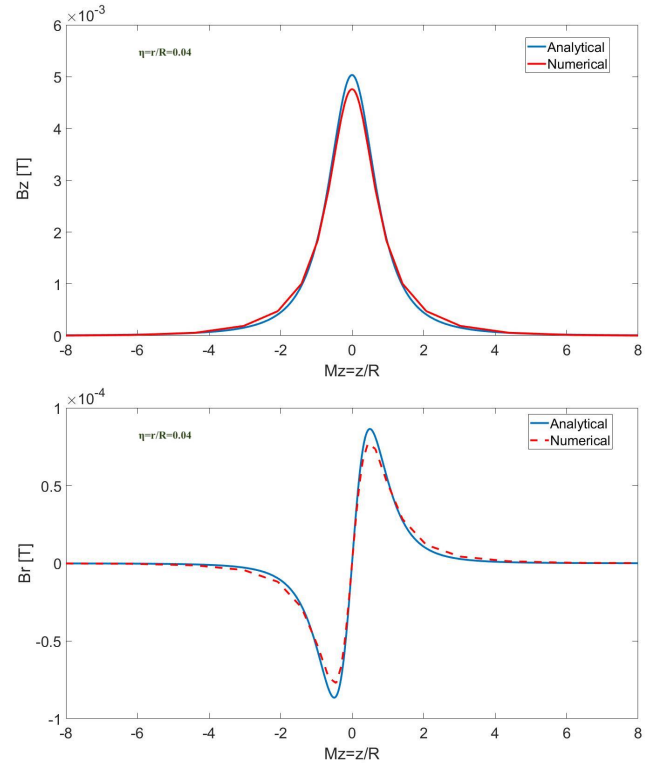 ×10⁻³
6
η=r/R=0.04
Analytical
Numerical
5
4
Bz [T]
3
2
1
0
-8 -6 -4 -2 0 2 4 6 8
Mz=z/R
×10⁻⁴
1
η=r/R=0.04
Analytical
Numerical
0.5
Br [T]
0
-0.5
-1
-8 -6 -4 -2 0 2 4 6 8
Mz=z/R